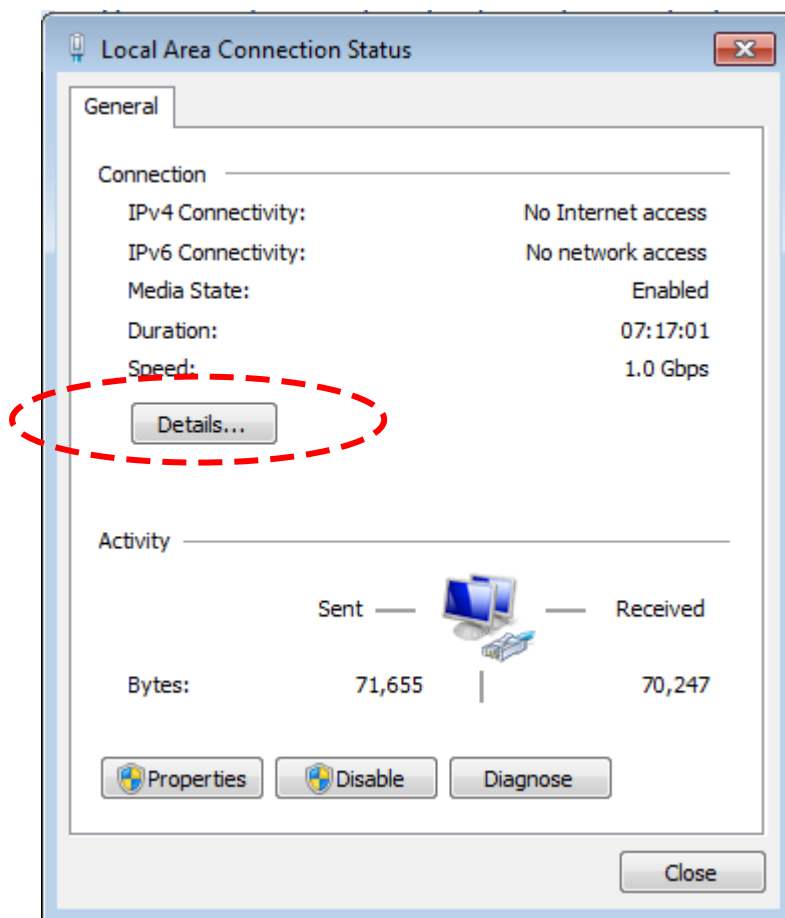 Local Area Connection Status
General
Connection
IPv4 Connectivity: No Internet access
IPv6 Connectivity: No network access
Media State: Enabled
Duration: 07:17:01
Speed: 1.0 Gbps
Details...
Activity
Sent Received
Bytes: 71,655 70,247
Properties Disable Diagnose
Close